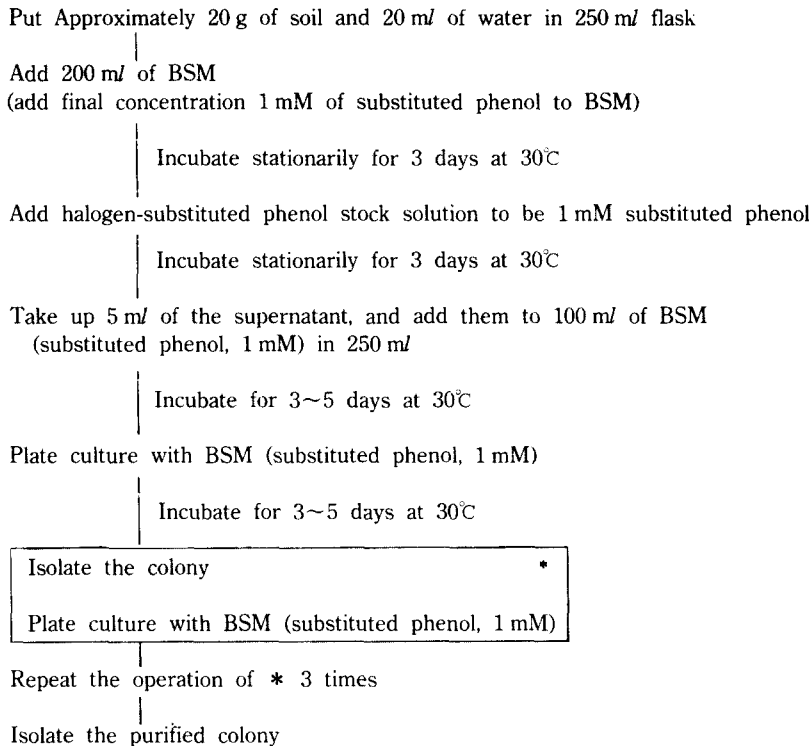 Put Approximately 20 g of soil and 20 ml of water in 250 ml flask
Add 200 ml of BSM
(add final concentration 1 mM of substituted phenol to BSM)
Incubate stationarily for 3 days at 30℃
Add halogen-substituted phenol stock solution to be 1 mM substituted phenol
Incubate stationarily for 3 days at 30℃
Take up 5 ml of the supernatant, and add them to 100 ml of BSM
(substituted phenol, 1 mM) in 250 ml
Incubate for 3~5 days at 30℃
Plate culture with BSM (substituted phenol, 1 mM)
Incubate for 3~5 days at 30℃
Isolate the colony *
Plate culture with BSM (substituted phenol, 1 mM)
Repeat the operation of * 3 times
Isolate the purified colony